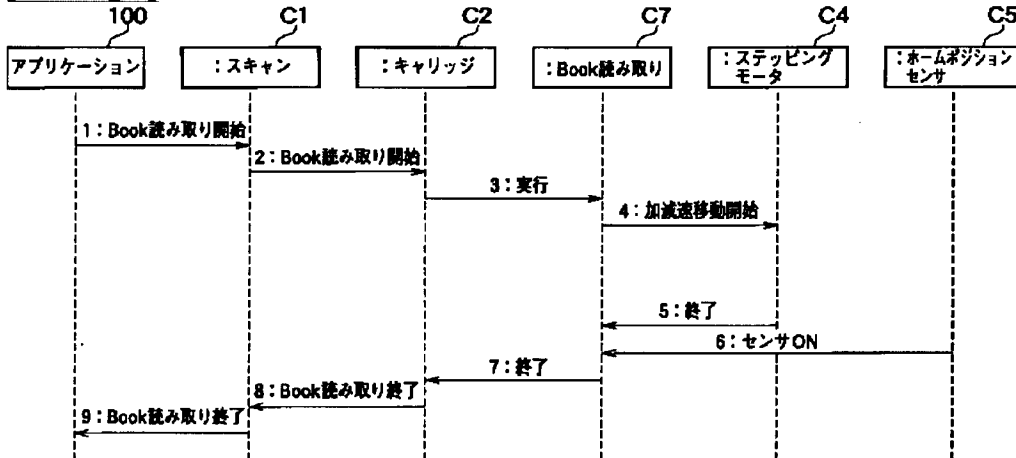 100
C1
C2
C7
C4
C5
アプリケーション
:スキャン
:キャリッジ
:Book読み取り
:ステッピング
モータ
:ホームポジション
センサ
1:Book読み取り開始
2:Book読み取り開始
3:実行
4:加減速移動開始
5:終了
6:センサON
7:終了
8:Book読み取り終了
9:Book読み取り終了